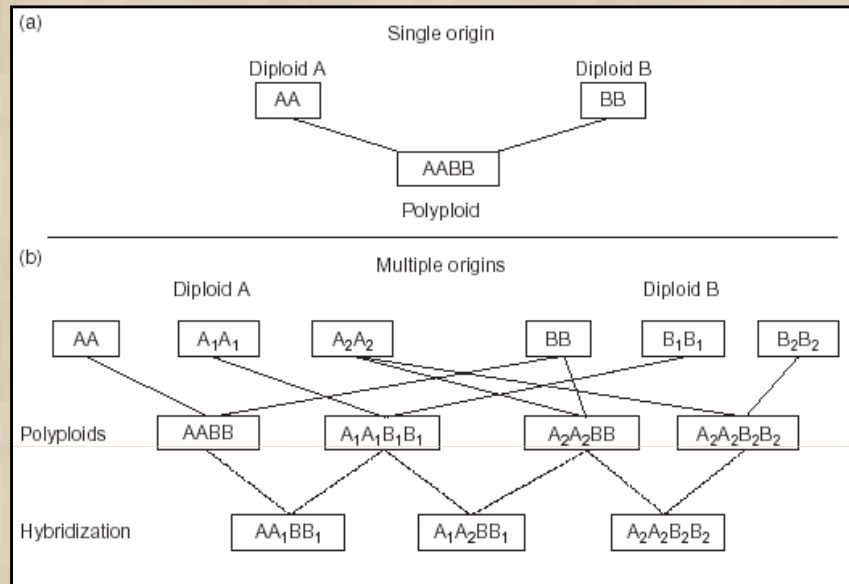 (a)
Single origin
Diploid A Diploid B
AA BB
AABB
Polyploid
(b)
Multiple origins
Diploid A Diploid B
AA A₁A₁ A₂A₂ BB B₁B₁ B₂B₂
Polyploids AABB A₁A₁B₁B₁ A₂A₂BB A₂A₂B₂B₂
Hybridization AA₁BB₁ A₁A₂BB₁ A₂A₂B₂B₂